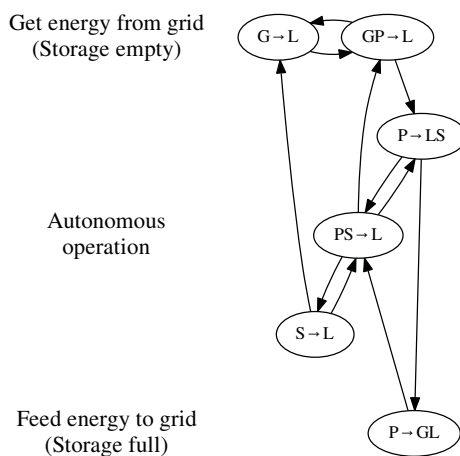 Get energy from grid
(Storage empty)
G→L
GP→L
P→LS
Autonomous
operation
PS→L
S→L
Feed energy to grid
(Storage full)
P→GL